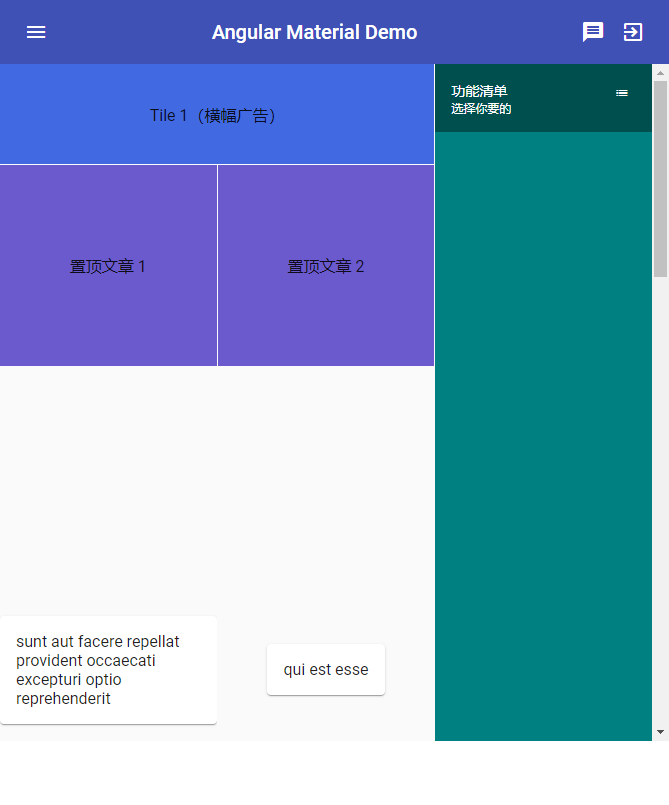 Angular Material Demo
Tile 1（横幅广告）
功能清单
选择你要的
置顶文章 1
置顶文章 2
sunt aut facere repellat
provident occaecati
excepturi optio
reprehenderit
qui est esse